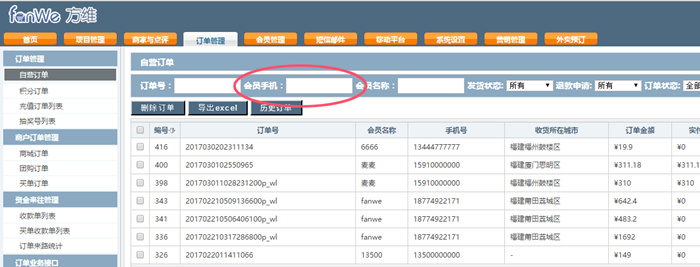 fanWe 方维
首页 项目管理 商家与点评 订单管理 会员管理 短信邮件 移动平台 系统设置 营销管理 外卖预订
订单管理
自营订单
积分订单
充值订单列表
抽奖号列表
商户订单管理
商城订单
团购订单
买单订单
资金来往管理
收款单列表
买单收款单列表
订单来路统计
订单业务接口
自营订单
订单号： 会员手机： 会员名称： 发货状态: 所有 退款申请: 所有 订单状态: 全部
删除订单 导出excel 历史订单
编号 订单号 会员名称 手机号 收货所在城市 订单金额 实付
416 2017030202311134 6666 13444777777 福建福州鼓楼区 ¥19.9 ¥0
400 2017030102550965 麦麦 15910000000 福建厦门思明区 ¥311.18 ¥311.1
398 2017030110282312​00p_wl 麦麦 15910000000 福建福州鼓楼区 ¥310 ¥310
343 2017022105091366​00p_wl fanwe 18774922171 福建莆田荔城区 ¥642.4 ¥0
341 2017022105064061​00p_wl fanwe 18774922171 福建莆田荔城区 ¥483.2 ¥0
336 2017022103172868​00p_wl fanwe 18774922171 福建莆田荔城区 ¥1692 ¥0
326 2017022011411066 13500 13500000000 - ¥149 ¥0